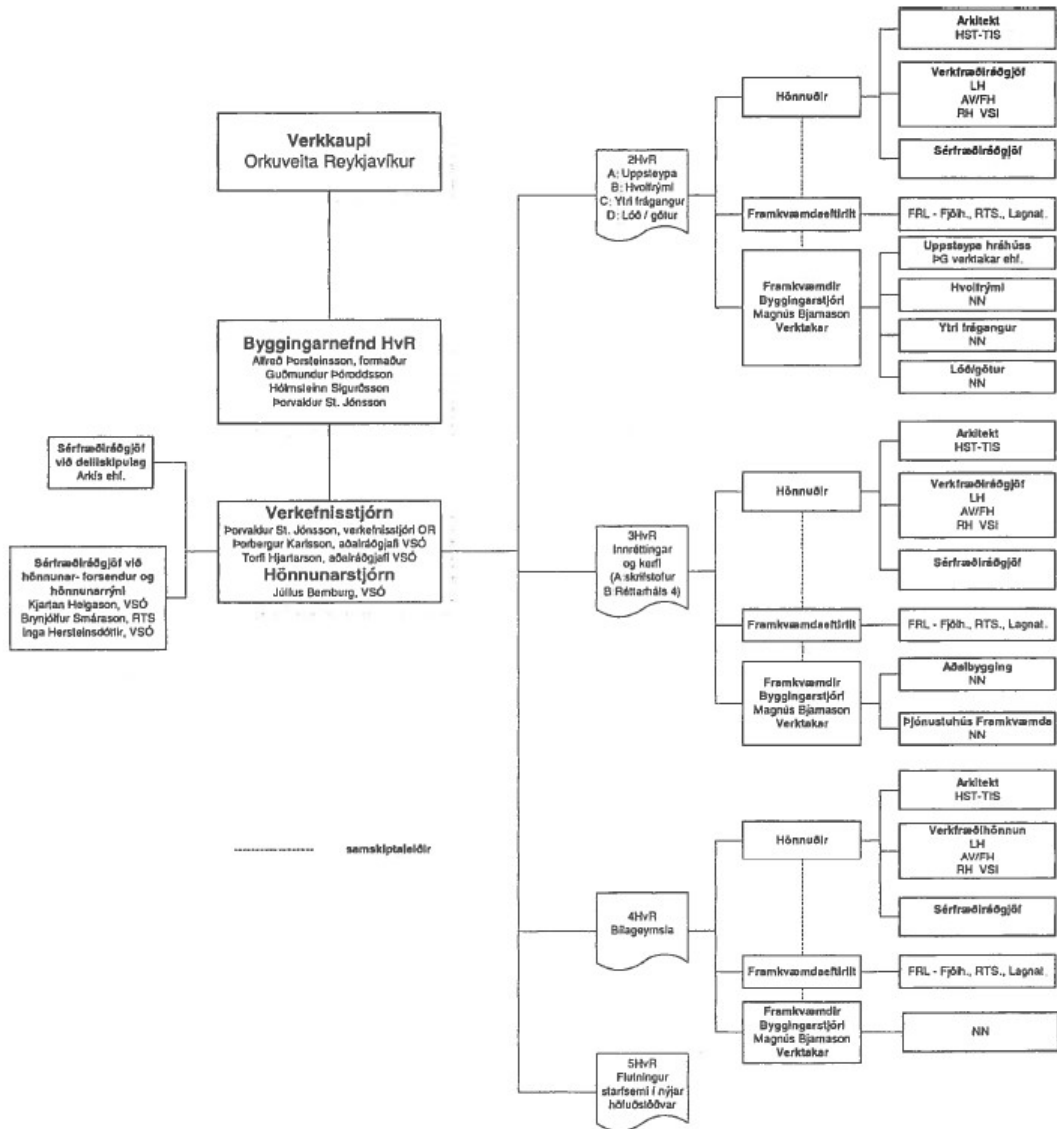 Verkkaupi
Orkuveita Reykjavíkur
Byggingarnefnd HvR
Alfreð Þorsteinsson, formaður
Guðmundur Þóroddsson
Hólmsteinn Sigurðsson
Þorvaldur St. Jónsson
Sérfræðiráðgjöf
við deiliskipulag
Arkís ehf.
Sérfræðiráðgjöf við
hönnunar- forsendur og
hönnunarrýni
Kjartan Helgason, VSÓ
Brynjólfur Smárason, RTS
Inga Hersteinsdóttir, VSÓ
Verkefnisstjórn
Þorvaldur St. Jónsson, verkefnisstjóri OR
Þorbergur Karlsson, aðalráðgjafi VSÓ
Torfi Hjartarson, aðalráðgjafi VSÓ
Hönnunarstjórn
Júlíus Bernburg, VSÓ
samskiptaleiðir
2HvR
A: Uppsteypa
B: Hvolfrými
C: Ytri frágangur
D: Lóð / götur
Hönnuðir
Arkitekt
HST-TIS
Verkfræðiráðgjöf
LH
AV/FH
RH VSI
Sérfræðiráðgjöf
Framkvæmdaeftirlit
FRL - Fjölh., RTS., Lagnat.
Framkvæmdir
Byggingarstjóri
Magnús Bjarnason
Verktakar
Uppsteypa hráhúss
ÞG verktakar ehf.
Hvolfrými
NN
Ytri frágangur
NN
Lóð/götur
NN
3HvR
Innréttingar
og kerfi
(A:skrifstofur
B Réttarháls 4)
Hönnuðir
Arkitekt
HST-TIS
Verkfræðiráðgjöf
LH
AV/FH
RH VSI
Sérfræðiráðgjöf
Framkvæmdaeftirlit
FRL - Fjölh., RTS., Lagnat.
Framkvæmdir
Byggingarstjóri
Magnús Bjarnason
Verktakar
Aðalbygging
NN
Þjónustuhús Framkvæmda
NN
4HvR
Bílageymsla
Hönnuðir
Arkitekt
HST-TIS
Verkfræðihönnun
LH
AV/FH
RH VSI
Sérfræðiráðgjöf
Framkvæmdaeftirlit
FRL - Fjölh., RTS., Lagnat.
Framkvæmdir
Byggingarstjóri
Magnús Bjarnason
Verktakar
NN
5HvR
Flutningur
starfsemi í nýjar
höfuðstöðvar